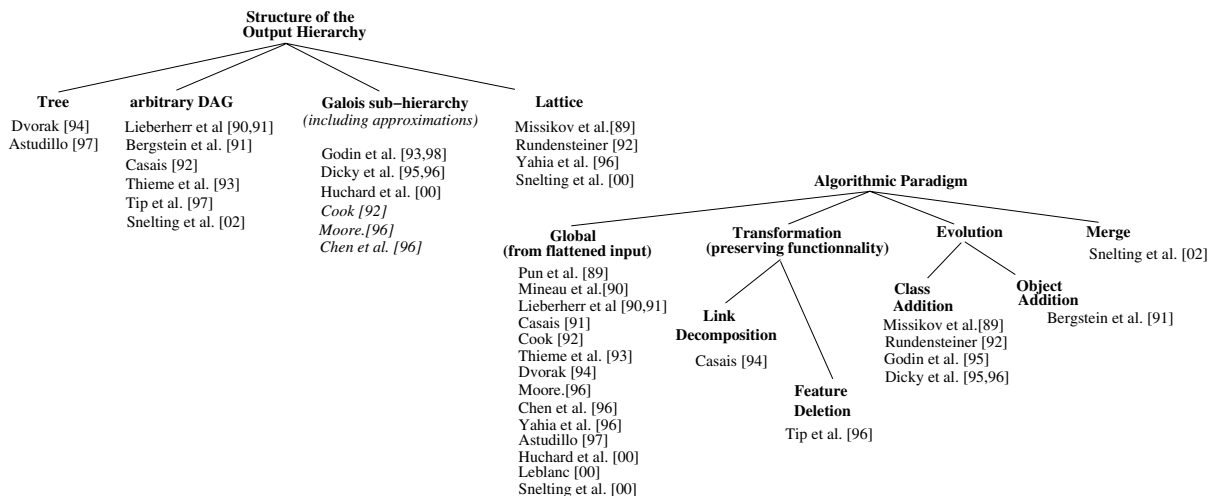 Structure of the
Output Hierarchy
Tree
Dvorak [94]
Astudillo [97]
arbitrary DAG
Lieberherr et al [90,91]
Bergstein et al. [91]
Casais [92]
Thieme et al. [93]
Tip et al. [97]
Snelting et al. [02]
Galois sub-hierarchy
(including approximations)
Godin et al. [93,98]
Dicky et al. [95,96]
Huchard et al. [00]
Cook [92]
Moore.[96]
Chen et al. [96]
Lattice
Missikov et al.[89]
Rundensteiner [92]
Yahia et al. [96]
Snelting et al. [00]
Algorithmic Paradigm
Global
(from flattened input)
Pun et al. [89]
Mineau et al.[90]
Lieberherr et al [90,91]
Casais [91]
Cook [92]
Thieme et al. [93]
Dvorak [94]
Moore.[96]
Chen et al. [96]
Yahia et al. [96]
Astudillo [97]
Huchard et al. [00]
Leblanc [00]
Snelting et al. [00]
Transformation
(preserving functionnality)
Link
Decomposition
Casais [94]
Feature
Deletion
Tip et al. [96]
Evolution
Class
Addition
Missikov et al.[89]
Rundensteiner [92]
Godin et al. [95]
Dicky et al. [95,96]
Object
Addition
Bergstein et al. [91]
Merge
Snelting et al. [02]